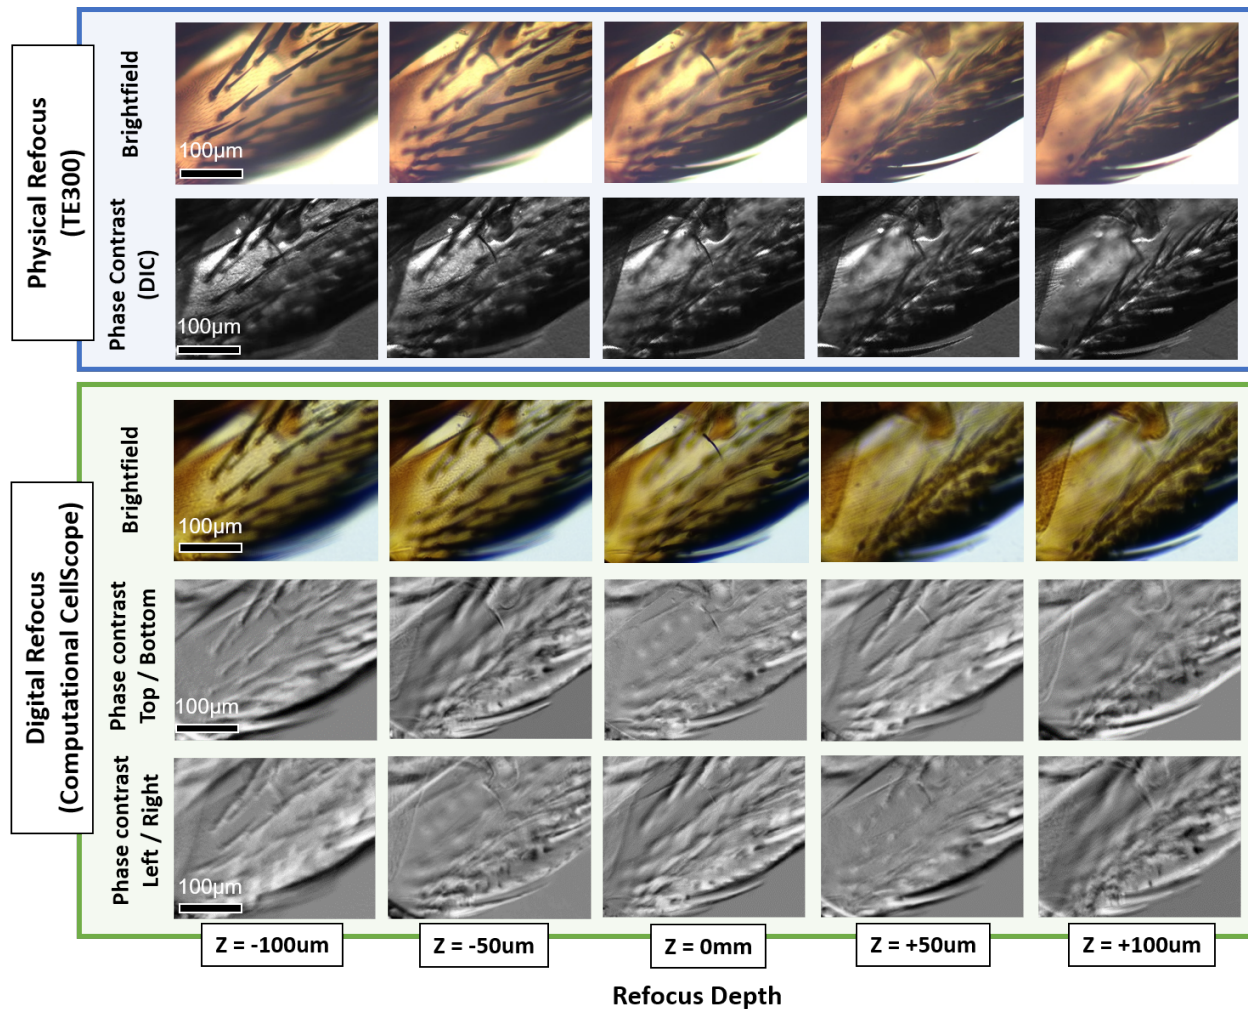 Physical Refocus
(TE300)
Brightfield
100µm
Phase Contrast
(DIC)
100µm
Digital Refocus
(Computational CellScope)
Brightfield
100µm
Phase contrast
Top / Bottom
100µm
Phase contrast
Left / Right
100µm
Z = -100um
Z = -50um
Z = 0mm
Z = +50um
Z = +100um
Refocus Depth